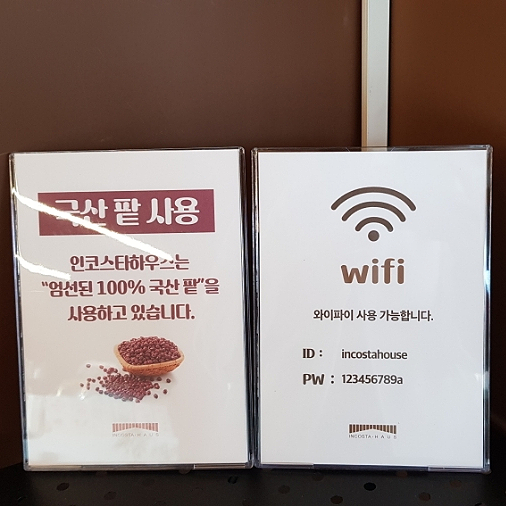 국산 팥 사용
인코스타하우스는
“엄선된 100% 국산 팥”을
사용하고 있습니다.
INCOSTA·HAUS
wifi
와이파이 사용 가능합니다.
ID : incostahouse
PW : 123456789a
INCOSTA·HAUS